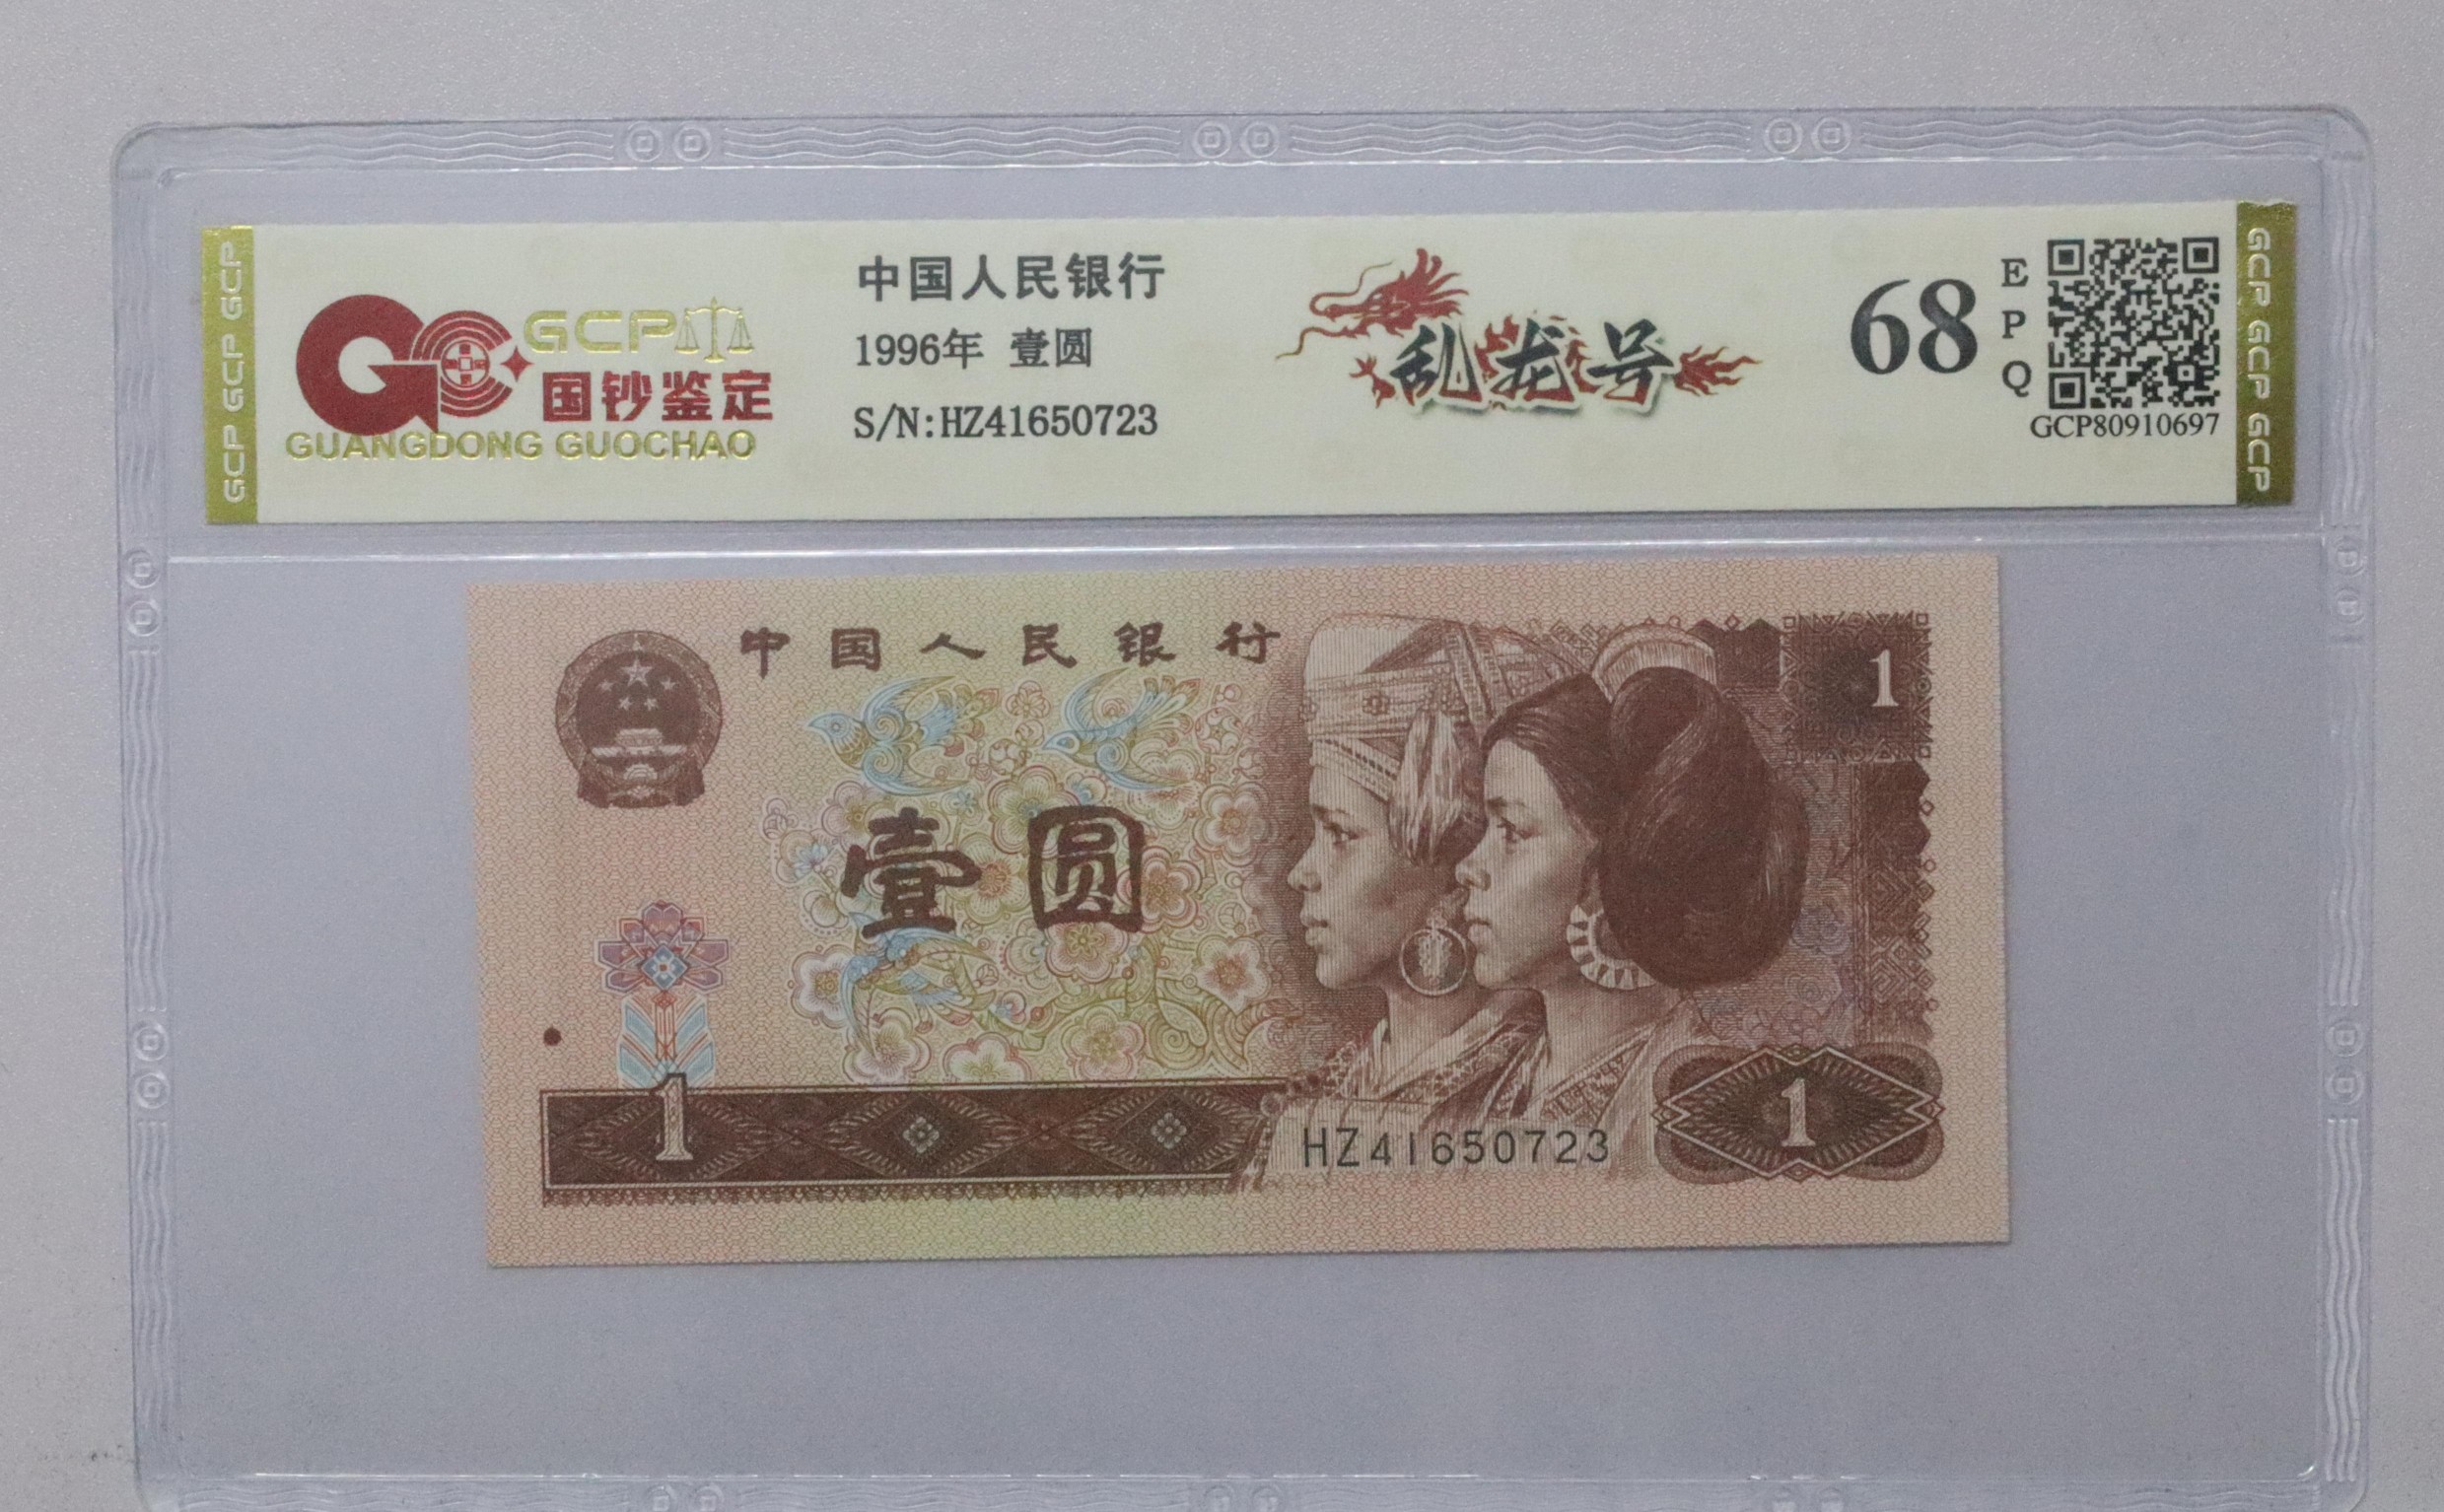 GCP GCP GCP
GCP
国钞鉴定
GUANGDONG GUOCHAO
中国人民银行
1996年 壹圆
S/N:HZ41650723
乱龙号
68
E
P
Q
GCP80910697
GCP GCP GCP GCP
中国人民银行
1
壹圆
1
HZ41650723
1